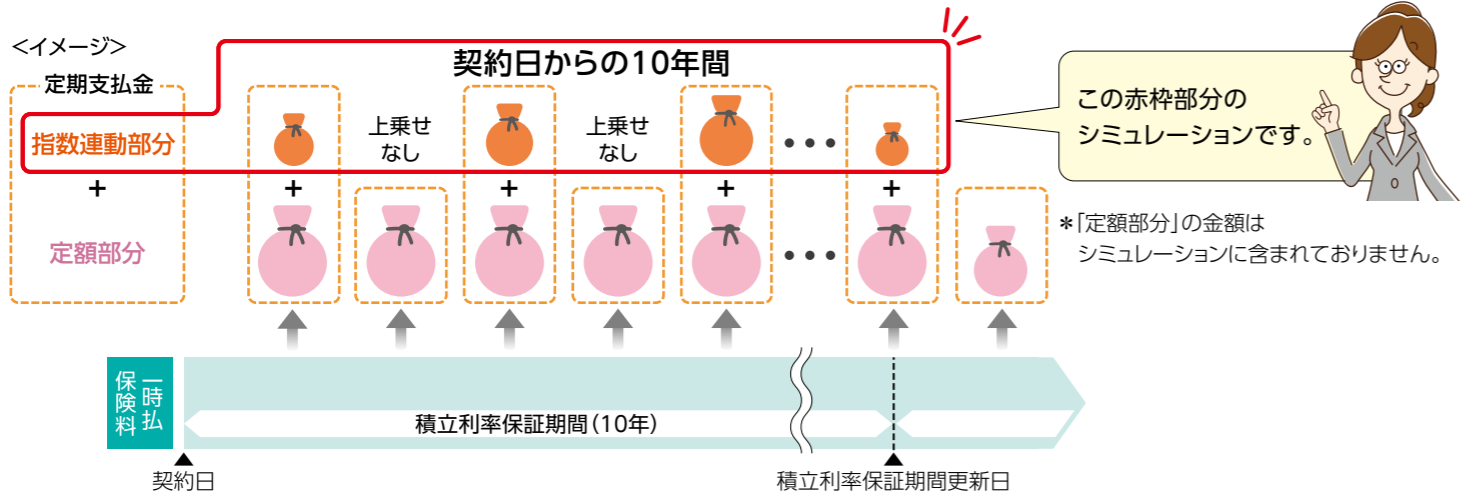 <イメージ>
定期支払金
指数連動部分
+
定額部分
契約日からの10年間
上乗せ
なし
上乗せ
なし
•••
+
+
+
+
•••
この赤枠部分の
シミュレーションです。
*「定額部分」の金額は
シミュレーションに含まれておりません。
一時払
保険料
積立利率保証期間(10年)
契約日
積立利率保証期間更新日